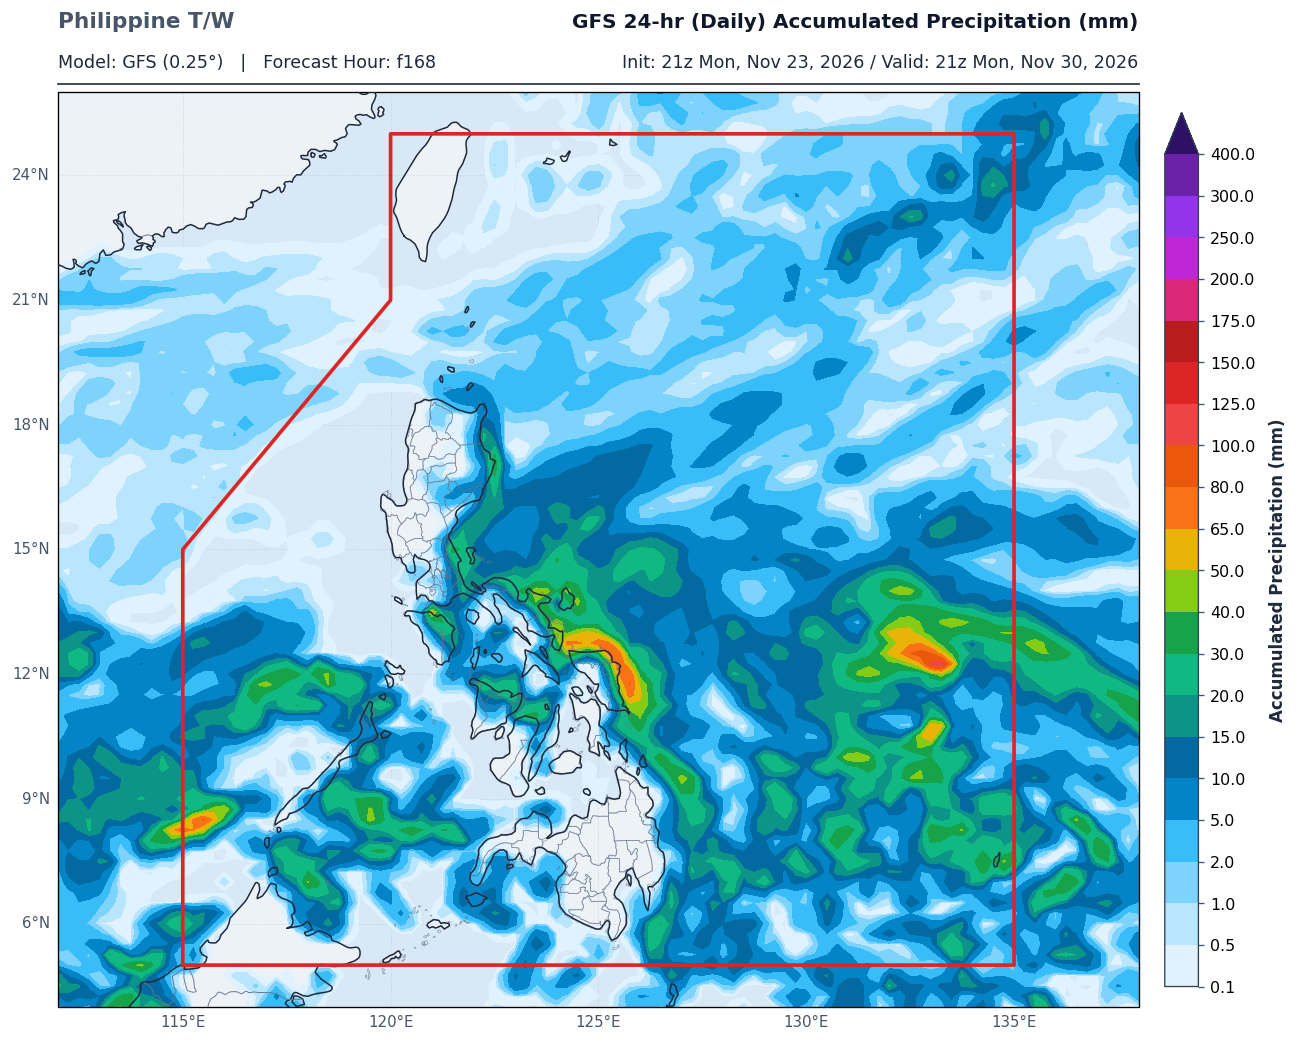 Philippine T/W
GFS 24-hr (Daily) Accumulated Precipitation (mm)
Model: GFS (0.25°) | Forecast Hour: f168
Init: 21z Mon, Nov 23, 2026 / Valid: 21z Mon, Nov 30, 2026
24°N
21°N
18°N
15°N
12°N
9°N
6°N
115°E
120°E
125°E
130°E
135°E
400.0
300.0
250.0
200.0
175.0
150.0
125.0
100.0
80.0
65.0
50.0
40.0
30.0
20.0
15.0
10.0
5.0
2.0
1.0
0.5
0.1
Accumulated Precipitation (mm)